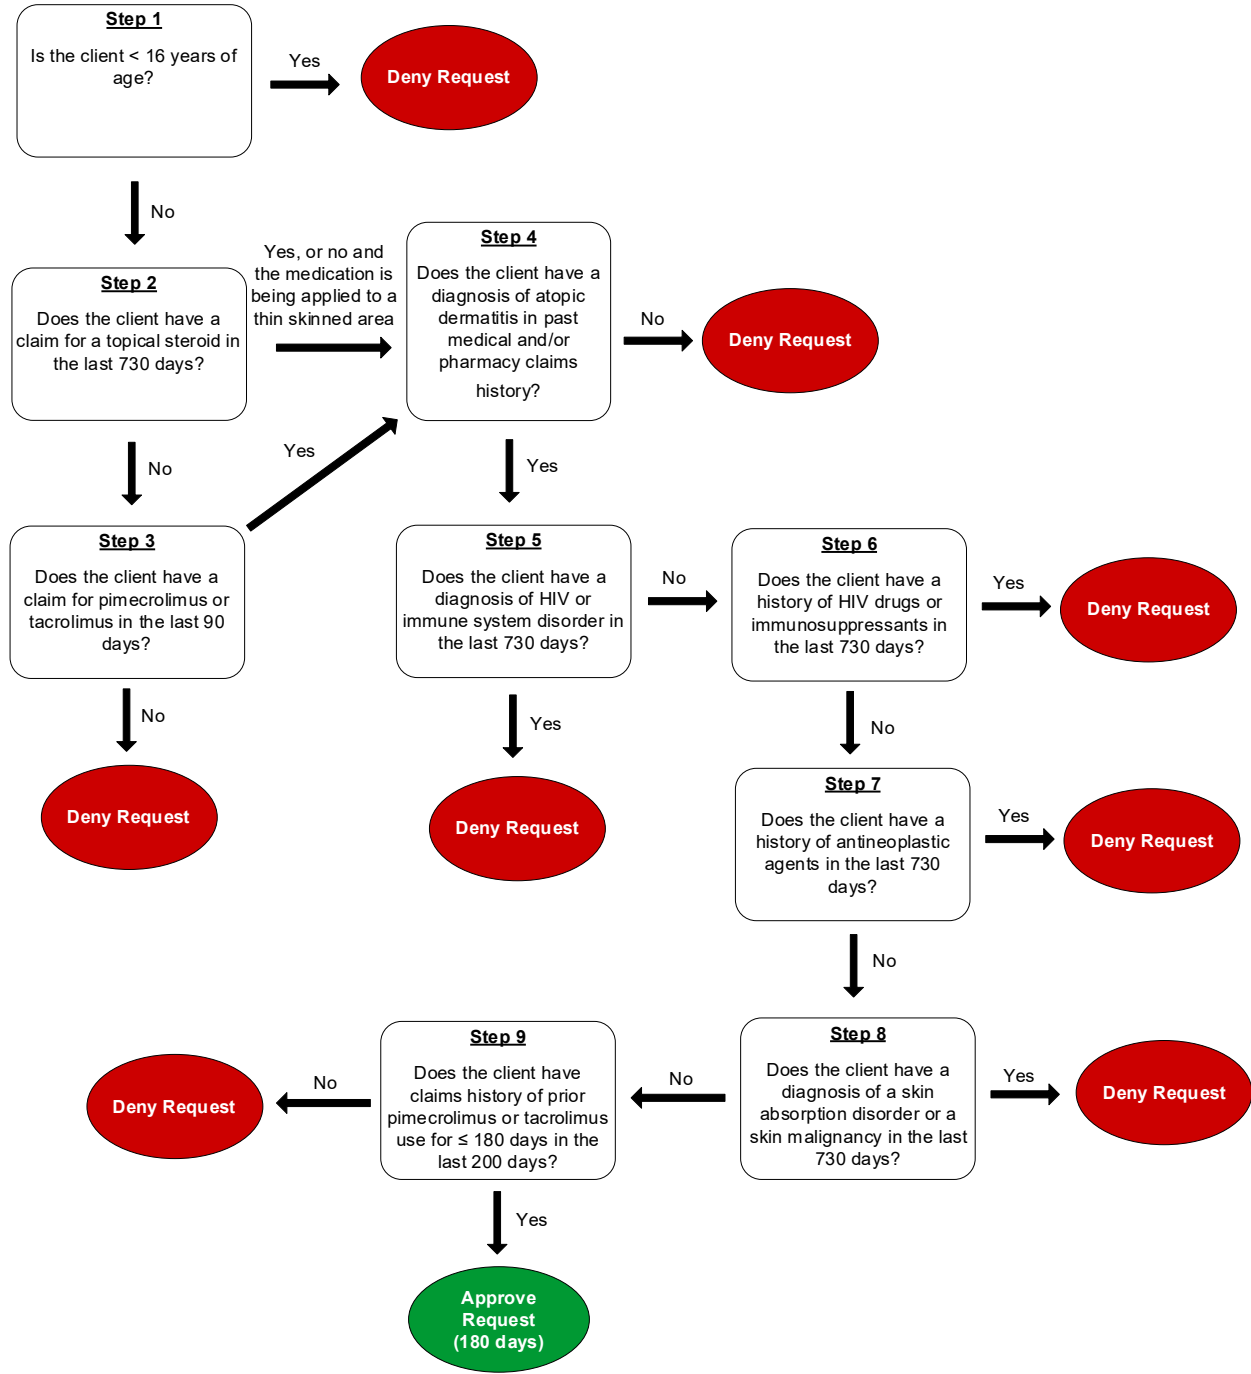 Step 1
Is the client < 16 years of
age?
Yes
Deny Request
No
Step 2
Does the client have a
claim for a topical steroid in
the last 730 days?
Yes, or no and
the medication is
being applied to a
thin skinned area
Step 4
Does the client have a
diagnosis of atopic
dermatitis in past
medical and/or
pharmacy claims
history?
No
Deny Request
No
Yes
Yes
Step 3
Does the client have a
claim for pimecrolimus or
tacrolimus in the last 90
days?
No
Deny Request
Step 5
Does the client have a
diagnosis of HIV or
immune system disorder in
the last 730 days?
No
Yes
Deny Request
Step 6
Does the client have a
history of HIV drugs or
immunosuppressants in
the last 730 days?
Yes
Deny Request
No
Step 7
Does the client have a
history of antineoplastic
agents in the last 730
days?
Yes
Deny Request
No
Step 8
Does the client have a
diagnosis of a skin
absorption disorder or a
skin malignancy in the last
730 days?
Yes
Deny Request
No
Step 9
Does the client have
claims history of prior
pimecrolimus or tacrolimus
use for ≤ 180 days in the
last 200 days?
No
Deny Request
Yes
Approve
Request
(180 days)